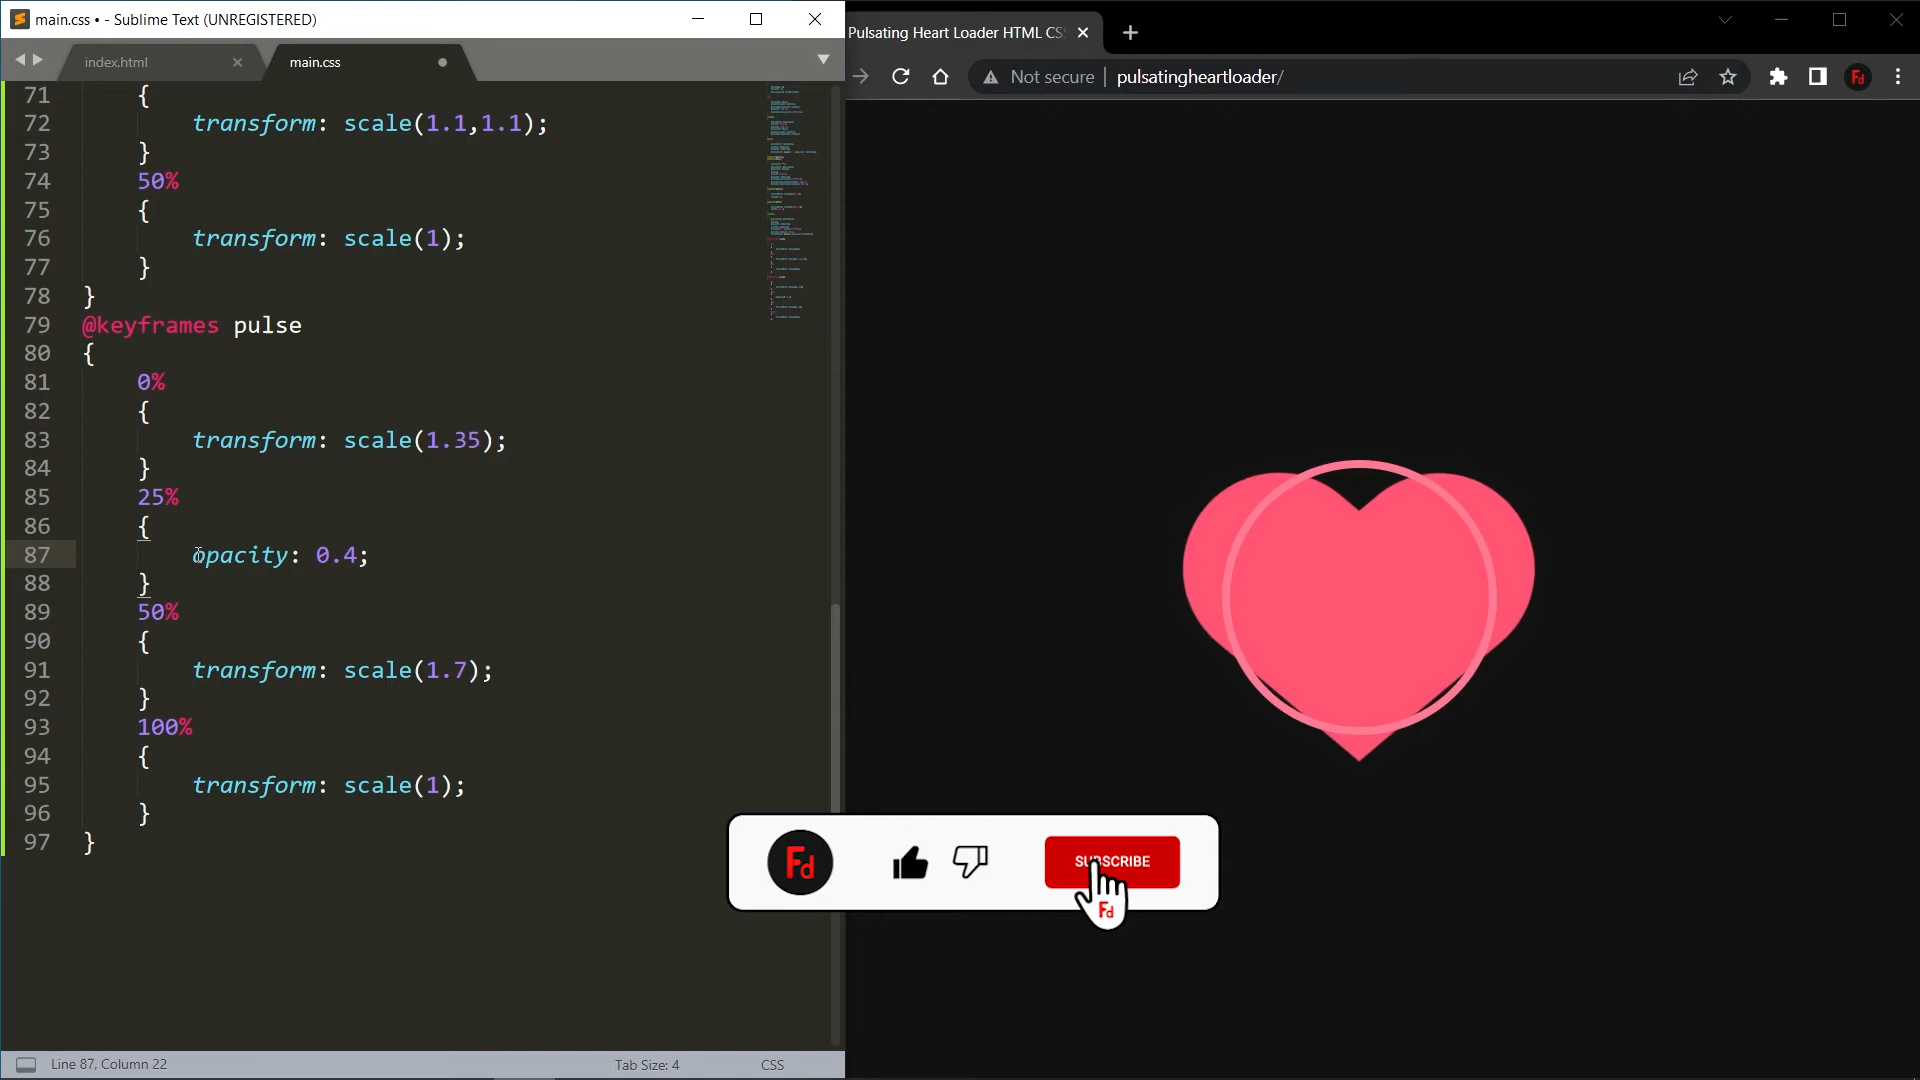 main.css • - Sublime Text (UNREGISTERED)
index.html
main.css
71 {
72 transform: scale(1.1,1.1);
73 }
74 50%
75 {
76 transform: scale(1);
77 }
78 }
79 @keyframes pulse
80 {
81 0%
82 {
83 transform: scale(1.35);
84 }
85 25%
86 {
87 opacity: 0.4;
88 }
89 50%
90 {
91 transform: scale(1.7);
92 }
93 100%
94 {
95 transform: scale(1);
96 }
97 }
Line 87, Column 22
Tab Size: 4
CSS
Pulsating Heart Loader HTML CS
Not secure
pulsatingheartloader/
Fd
Fd
SUBSCRIBE
Fd